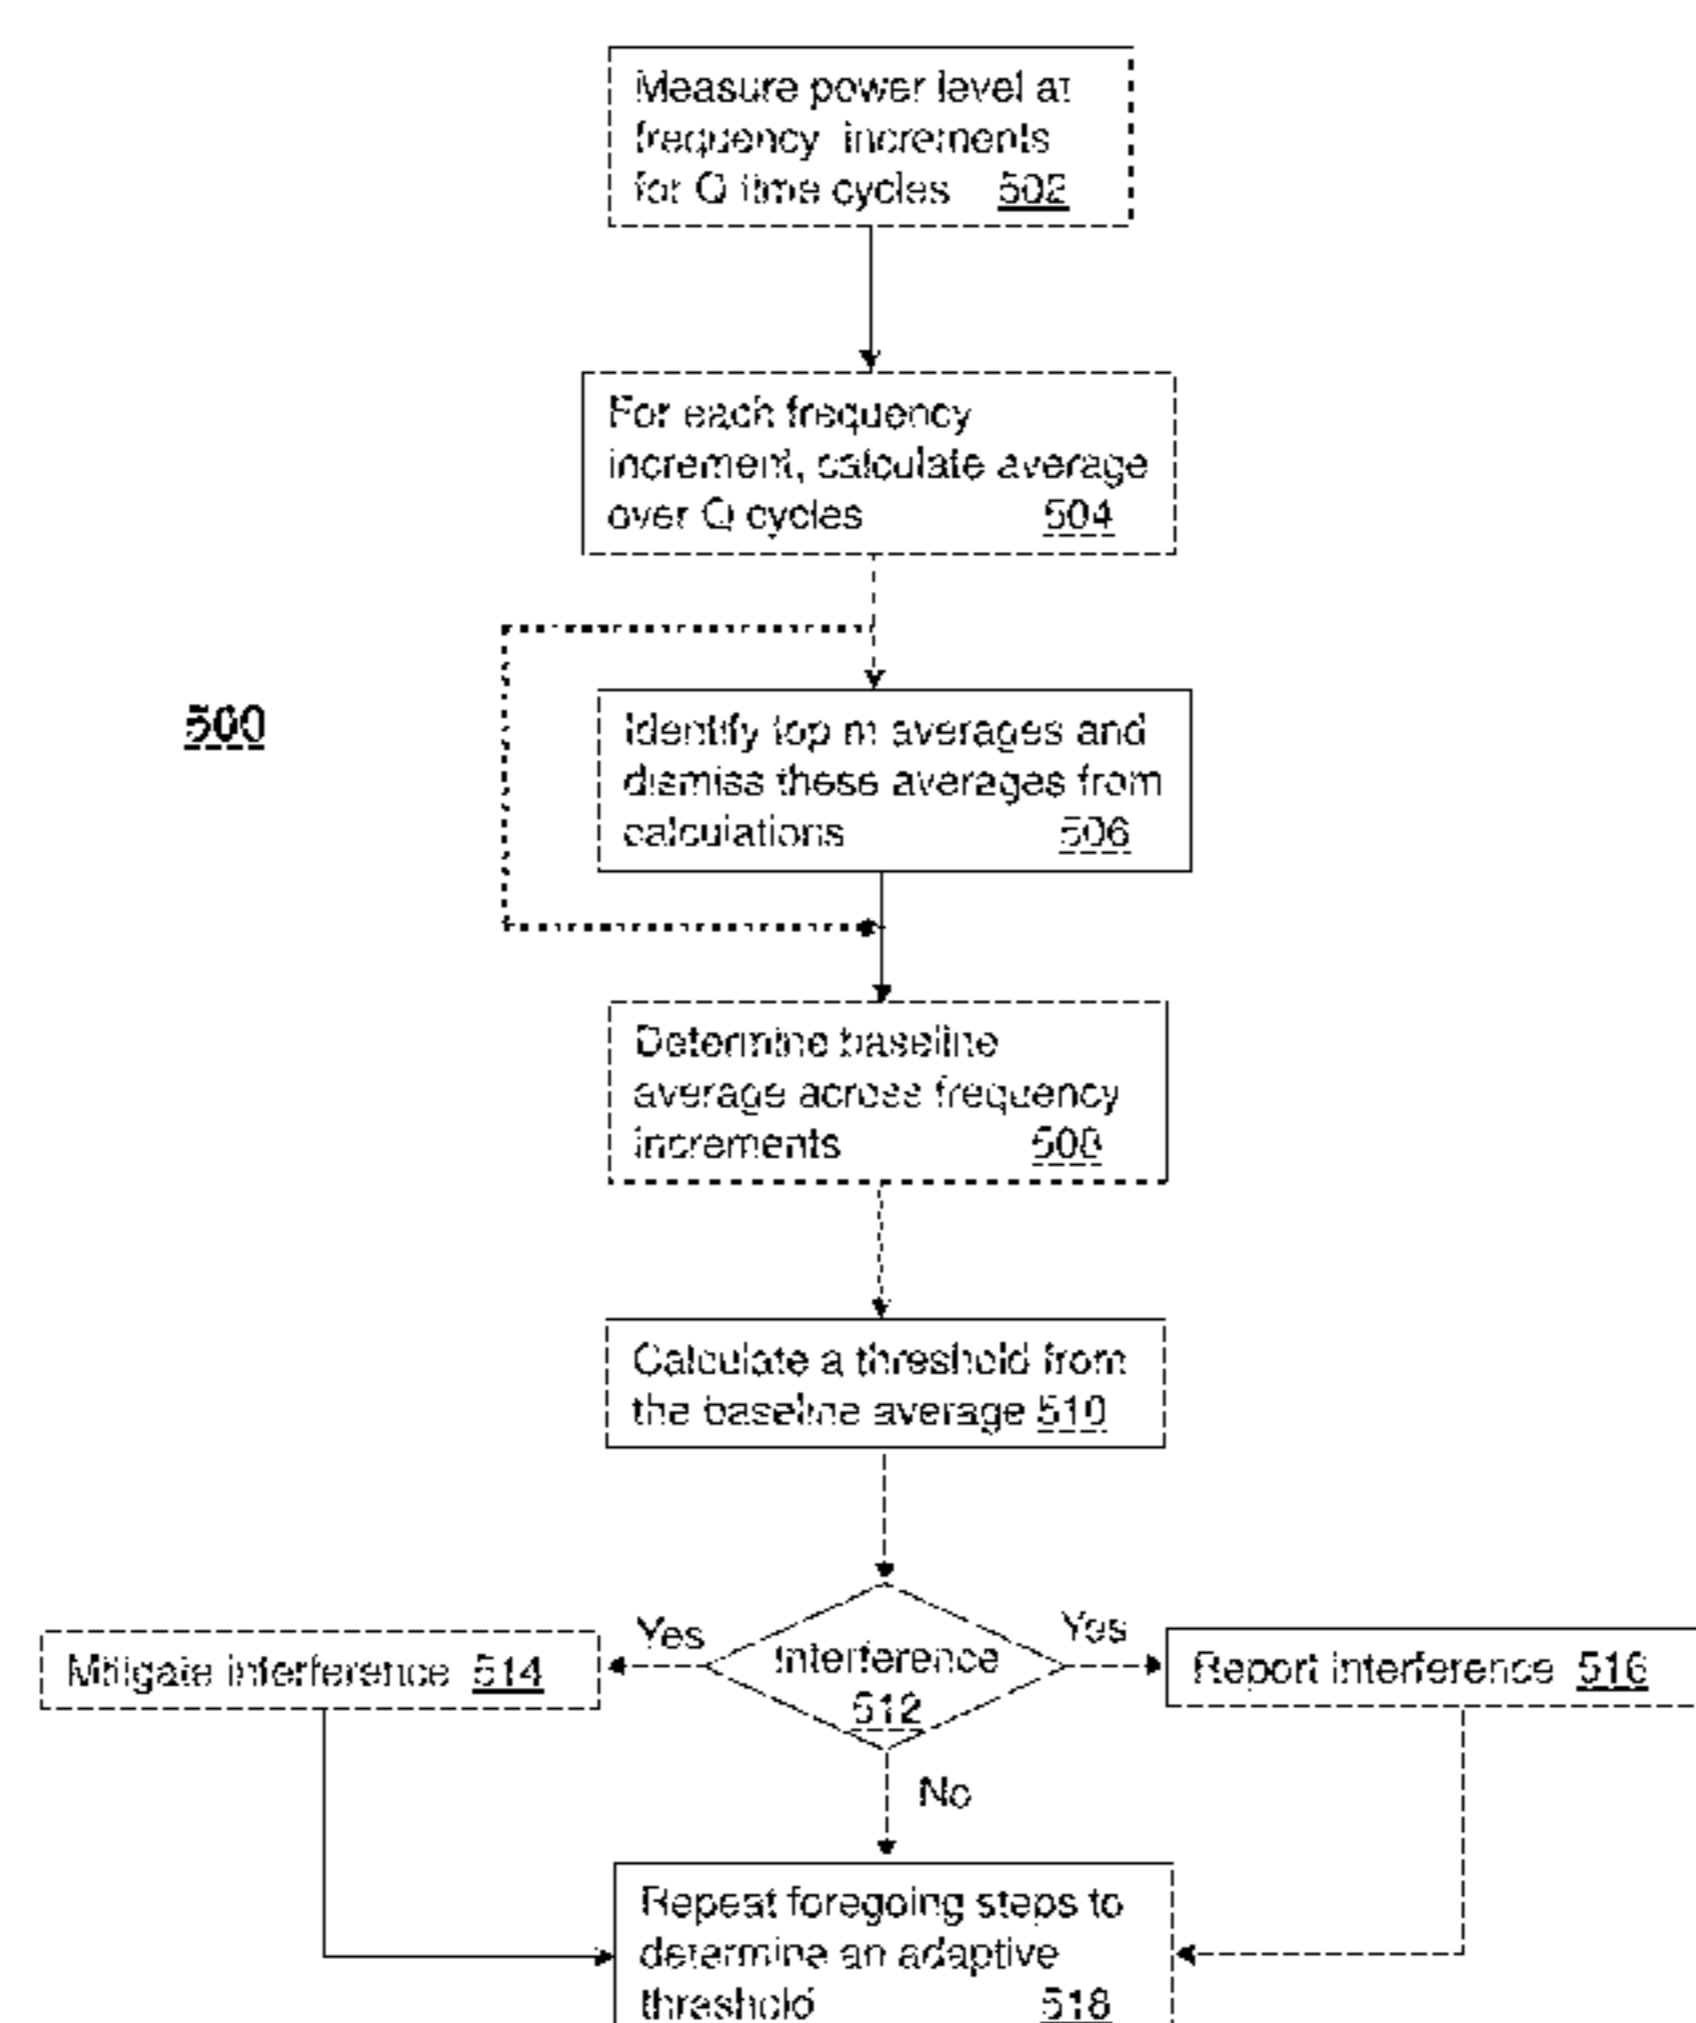 Measure power level at
frequency increments
for Q time cycles 502
For each frequency
increment, calculate average
over Q cycles 504
500
Identify top m averages and
dismiss these averages from
calculations 506
Determine baseline
average across frequency
increments 508
Calculate a threshold from
the baseline average 510
Yes
Yes
Mitigate interference 514
Interference
512
Report interference 516
No
Repeat foregoing steps to
determine an adaptive
threshold 518